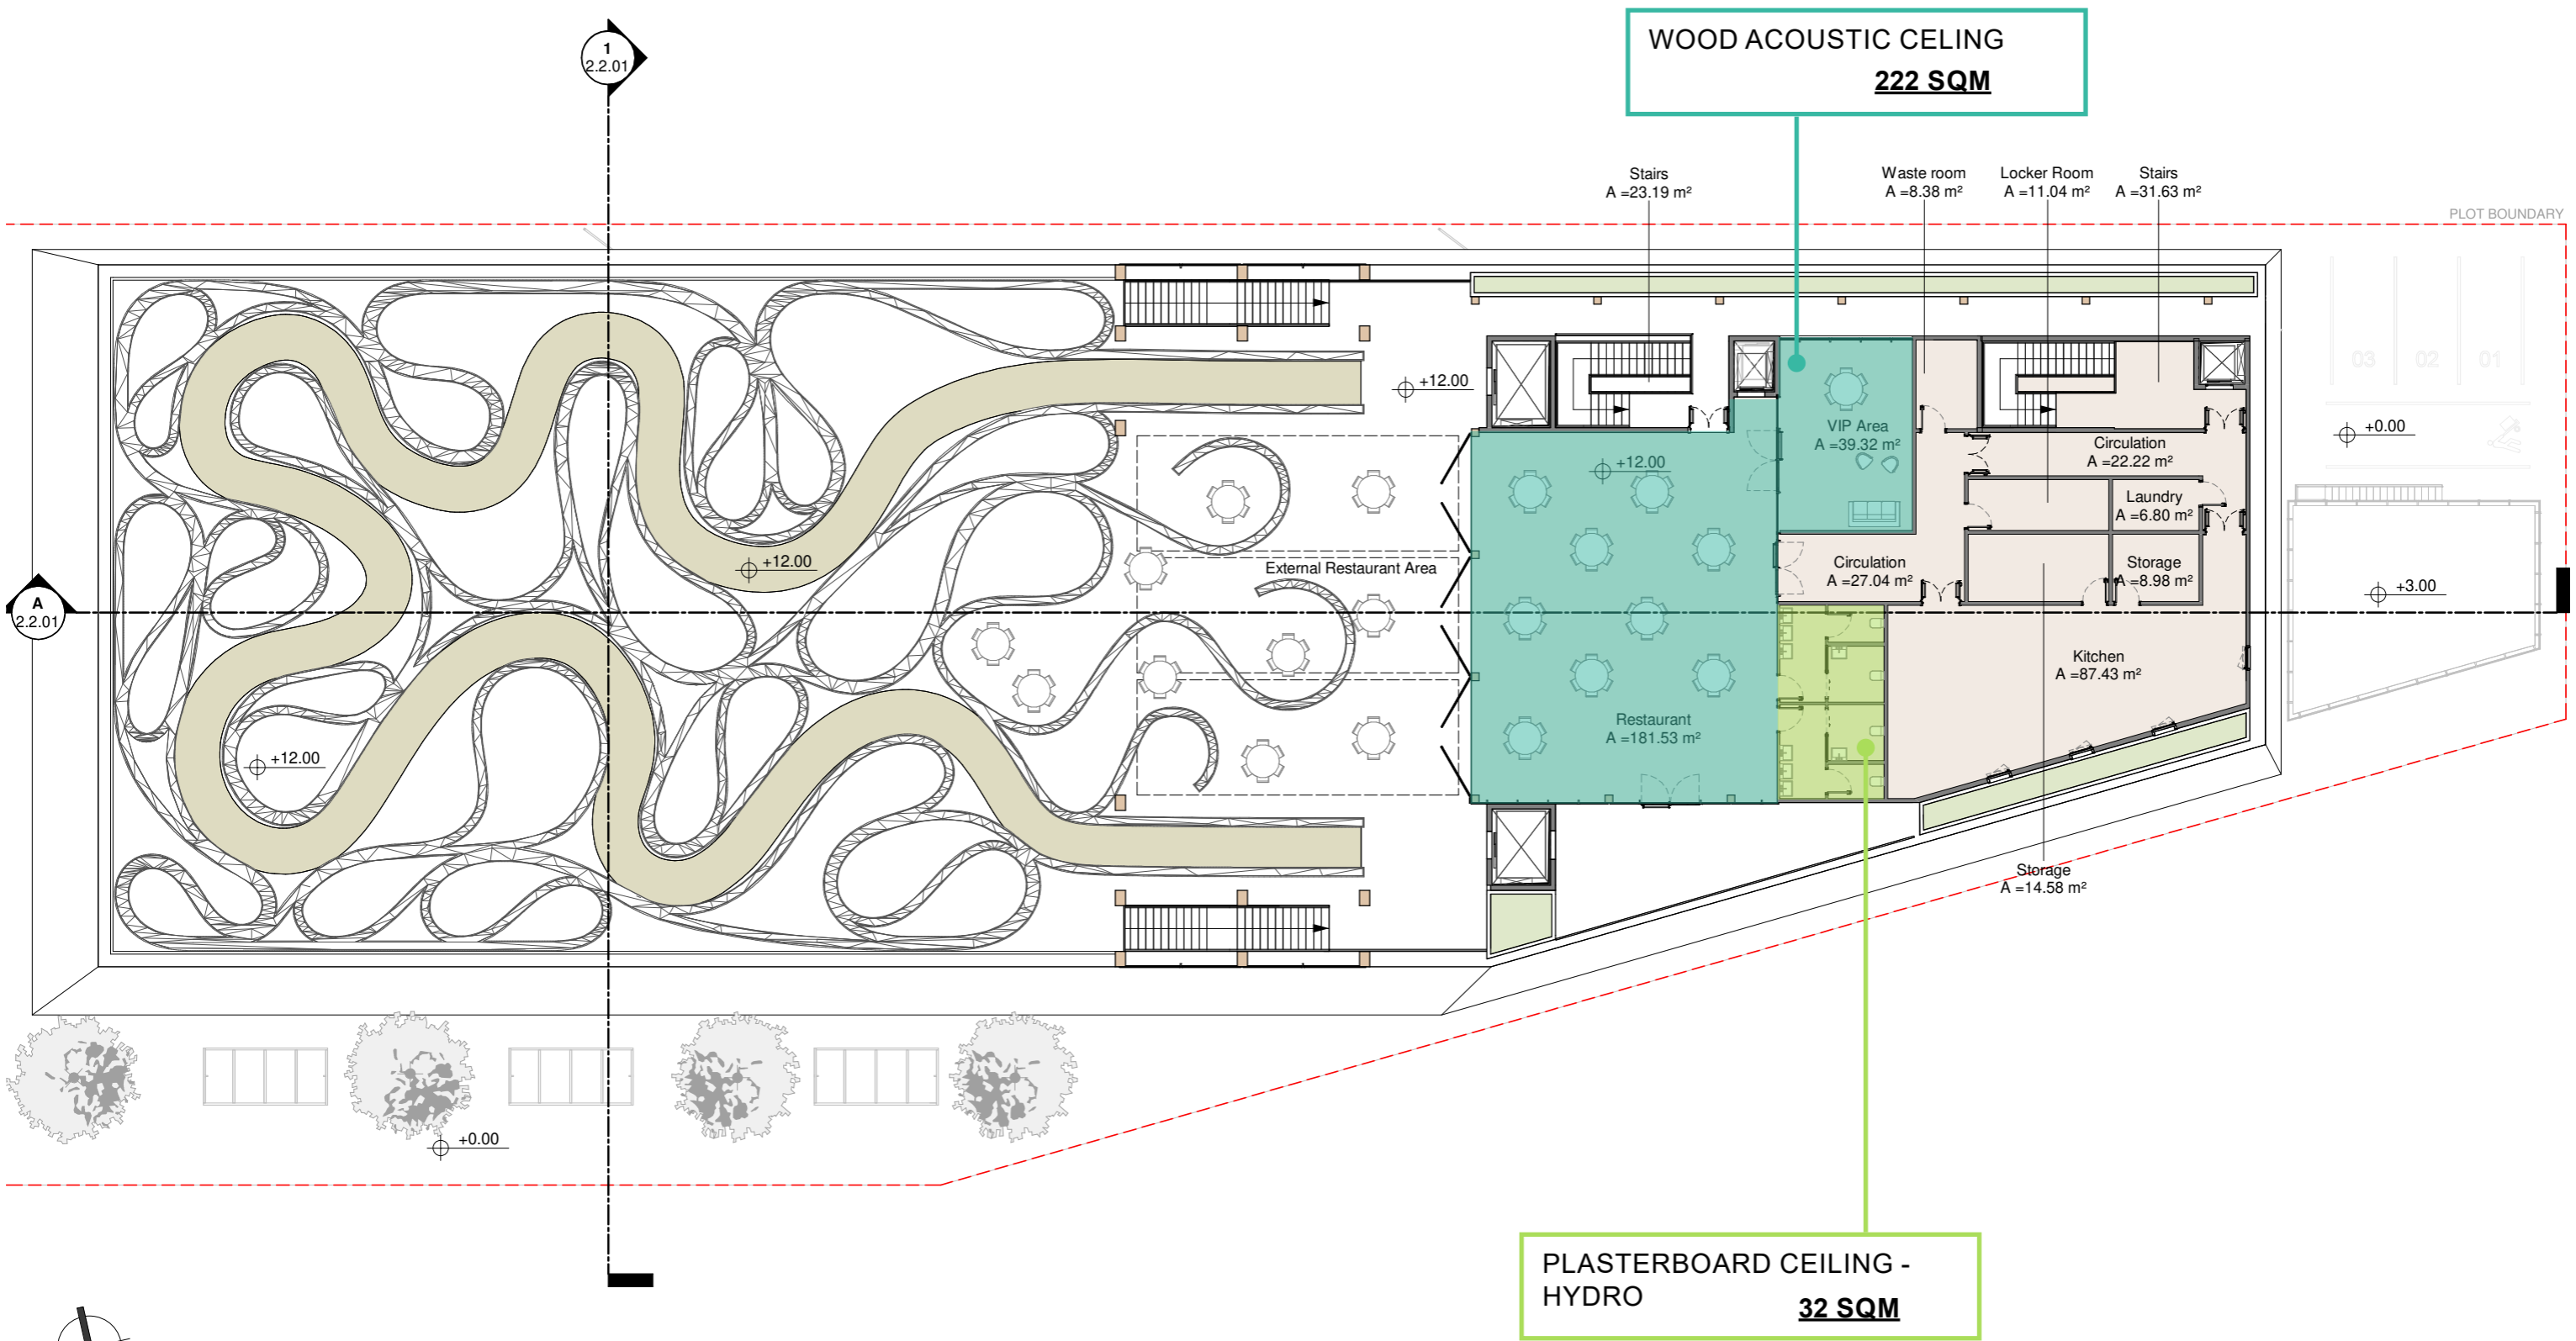 WOOD ACOUSTIC CELING
222 SQM
1
2.2.01
Stairs
A =23.19 m²
Waste room
A =8.38 m²
Locker Room
A =11.04 m²
Stairs
A =31.63 m²
PLOT BOUNDARY
03
02
01
+12.00
+0.00
VIP Area
A =39.32 m²
Circulation
A =22.22 m²
+12.00
Laundry
A =6.80 m²
+12.00
External Restaurant Area
Circulation
A =27.04 m²
Storage
A =8.98 m²
+3.00
A
2.2.01
Kitchen
A =87.43 m²
Restaurant
A =181.53 m²
+12.00
Storage
A =14.58 m²
+0.00
PLASTERBOARD CEILING -
HYDRO
32 SQM